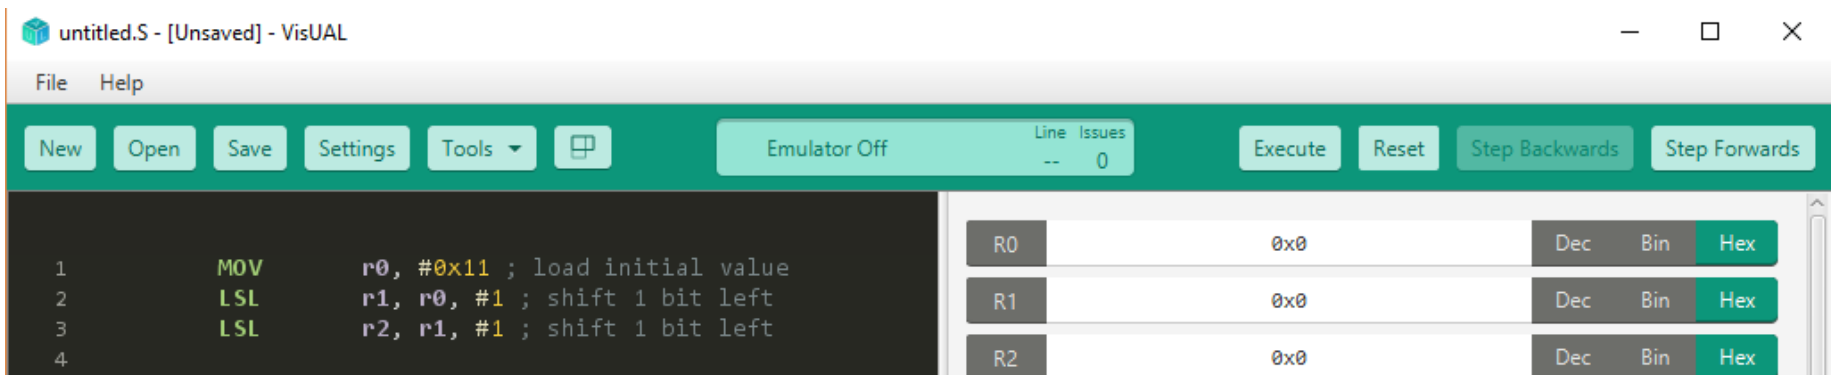 untitled.S - [Unsaved] - VisUAL
File Help
New Open Save Settings Tools Emulator Off Line Issues -- 0 Execute Reset Step Backwards Step Forwards
1 MOV r0, #0x11 ; load initial value
2 LSL r1, r0, #1 ; shift 1 bit left
3 LSL r2, r1, #1 ; shift 1 bit left
4
R0 0x0 Dec Bin Hex
R1 0x0 Dec Bin Hex
R2 0x0 Dec Bin Hex